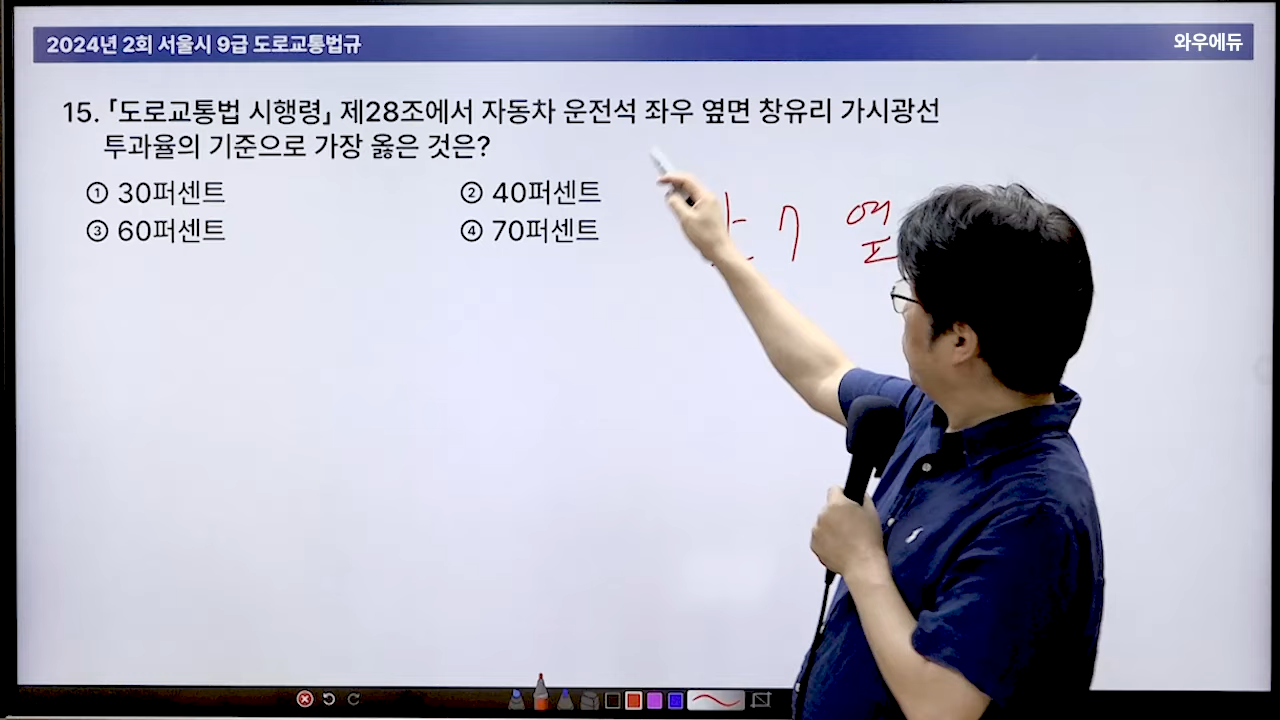 2024년 2회 서울시 9급 도로교통법규
와우에듀
15. 「도로교통법 시행령」 제28조에서 자동차 운전석 좌우 옆면 창유리 가시광선
투과율의 기준으로 가장 옳은 것은?
① 30퍼센트
② 40퍼센트
③ 60퍼센트
④ 70퍼센트
7 옆